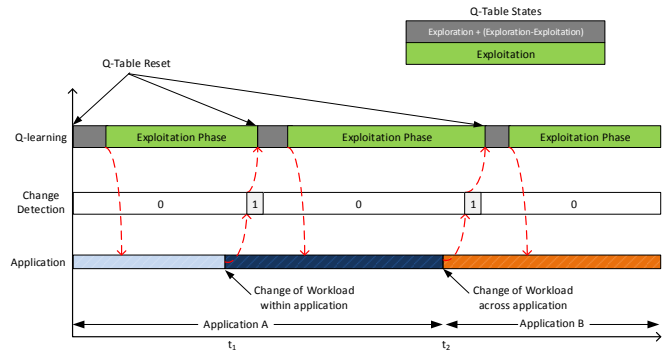 Q-Table States
Exploration + (Exploration-Exploitation)
Exploitation
Q-Table Reset
Q-learning
Exploitation Phase
Exploitation Phase
Exploitation Phase
Change
Detection
0
1
0
1
0
Application
Change of Workload
within application
Change of Workload
across application
Application A
Application B
t1
t2